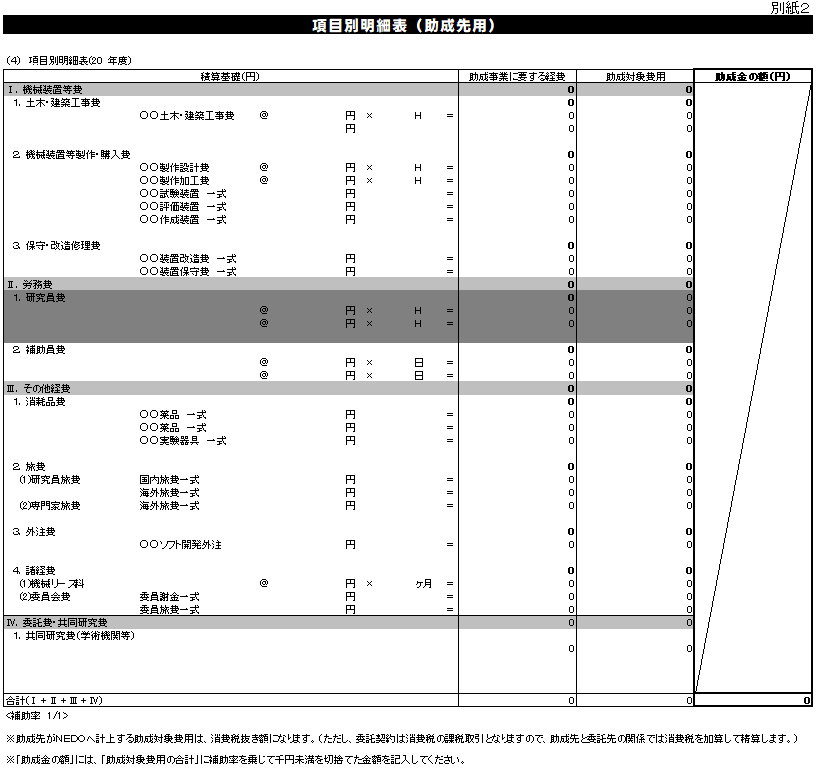 別紙2
項目別明細表（助成先用）
(4) 項目別明細表(20 年度)
積算基礎(円) 助成事業に要する経費 助成対象費用 助成金の額(円)
Ⅰ. 機械装置等費 0 0
1. 土木・建築工事費 0 0
〇〇土木・建築工事費 @ 円 × H = 0 0
円 = 0 0
2. 機械装置等製作・購入費 0 0
〇〇製作設計費 @ 円 × H = 0 0
〇〇製作加工費 @ 円 × H = 0 0
〇〇試験装置 一式 円 = 0 0
〇〇評価装置 一式 円 = 0 0
〇〇作成装置 一式 円 = 0 0
3. 保守・改造修理費 0 0
〇〇装置改造費 一式 円 = 0 0
〇〇装置保守費 一式 円 = 0 0
Ⅱ. 労務費 0 0
1. 研究員費 0 0
@ 円 × H = 0 0
@ 円 × H = 0 0
2. 補助員費 0 0
@ 円 × 日 = 0 0
@ 円 × 日 = 0 0
Ⅲ. その他経費 0 0
1. 消耗品費 0 0
〇〇薬品 一式 円 = 0 0
〇〇薬品 一式 円 = 0 0
〇〇実験器具 一式 円 = 0 0
2. 旅費 0 0
(1)研究員旅費 国内旅費一式 円 = 0 0
海外旅費一式 円 = 0 0
(2)専門家旅費 海外旅費一式 円 = 0 0
3. 外注費 0 0
〇〇ソフト開発外注 円 = 0 0
4. 諸経費 0 0
(1)機械リース料 @ 円 × ヶ月 = 0 0
(2)委員会費 委員謝金一式 円 = 0 0
委員旅費一式 円 = 0 0
Ⅳ. 委託費・共同研究費 0 0
1. 共同研究費(学術機関等)
0 0
合計(Ⅰ + Ⅱ + Ⅲ + Ⅳ) 0 0 0
<補助率 1/1>
※助成先がNEDOへ計上する助成対象費用は、消費税抜き額になります。(ただし、委託契約は消費税の課税取引となりますので、助成先と委託先の関係では消費税を加算して精算します。)
※「助成金の額」には、「助成対象費用の合計」に補助率を乗じて千円未満を切捨てた金額を記入してください。